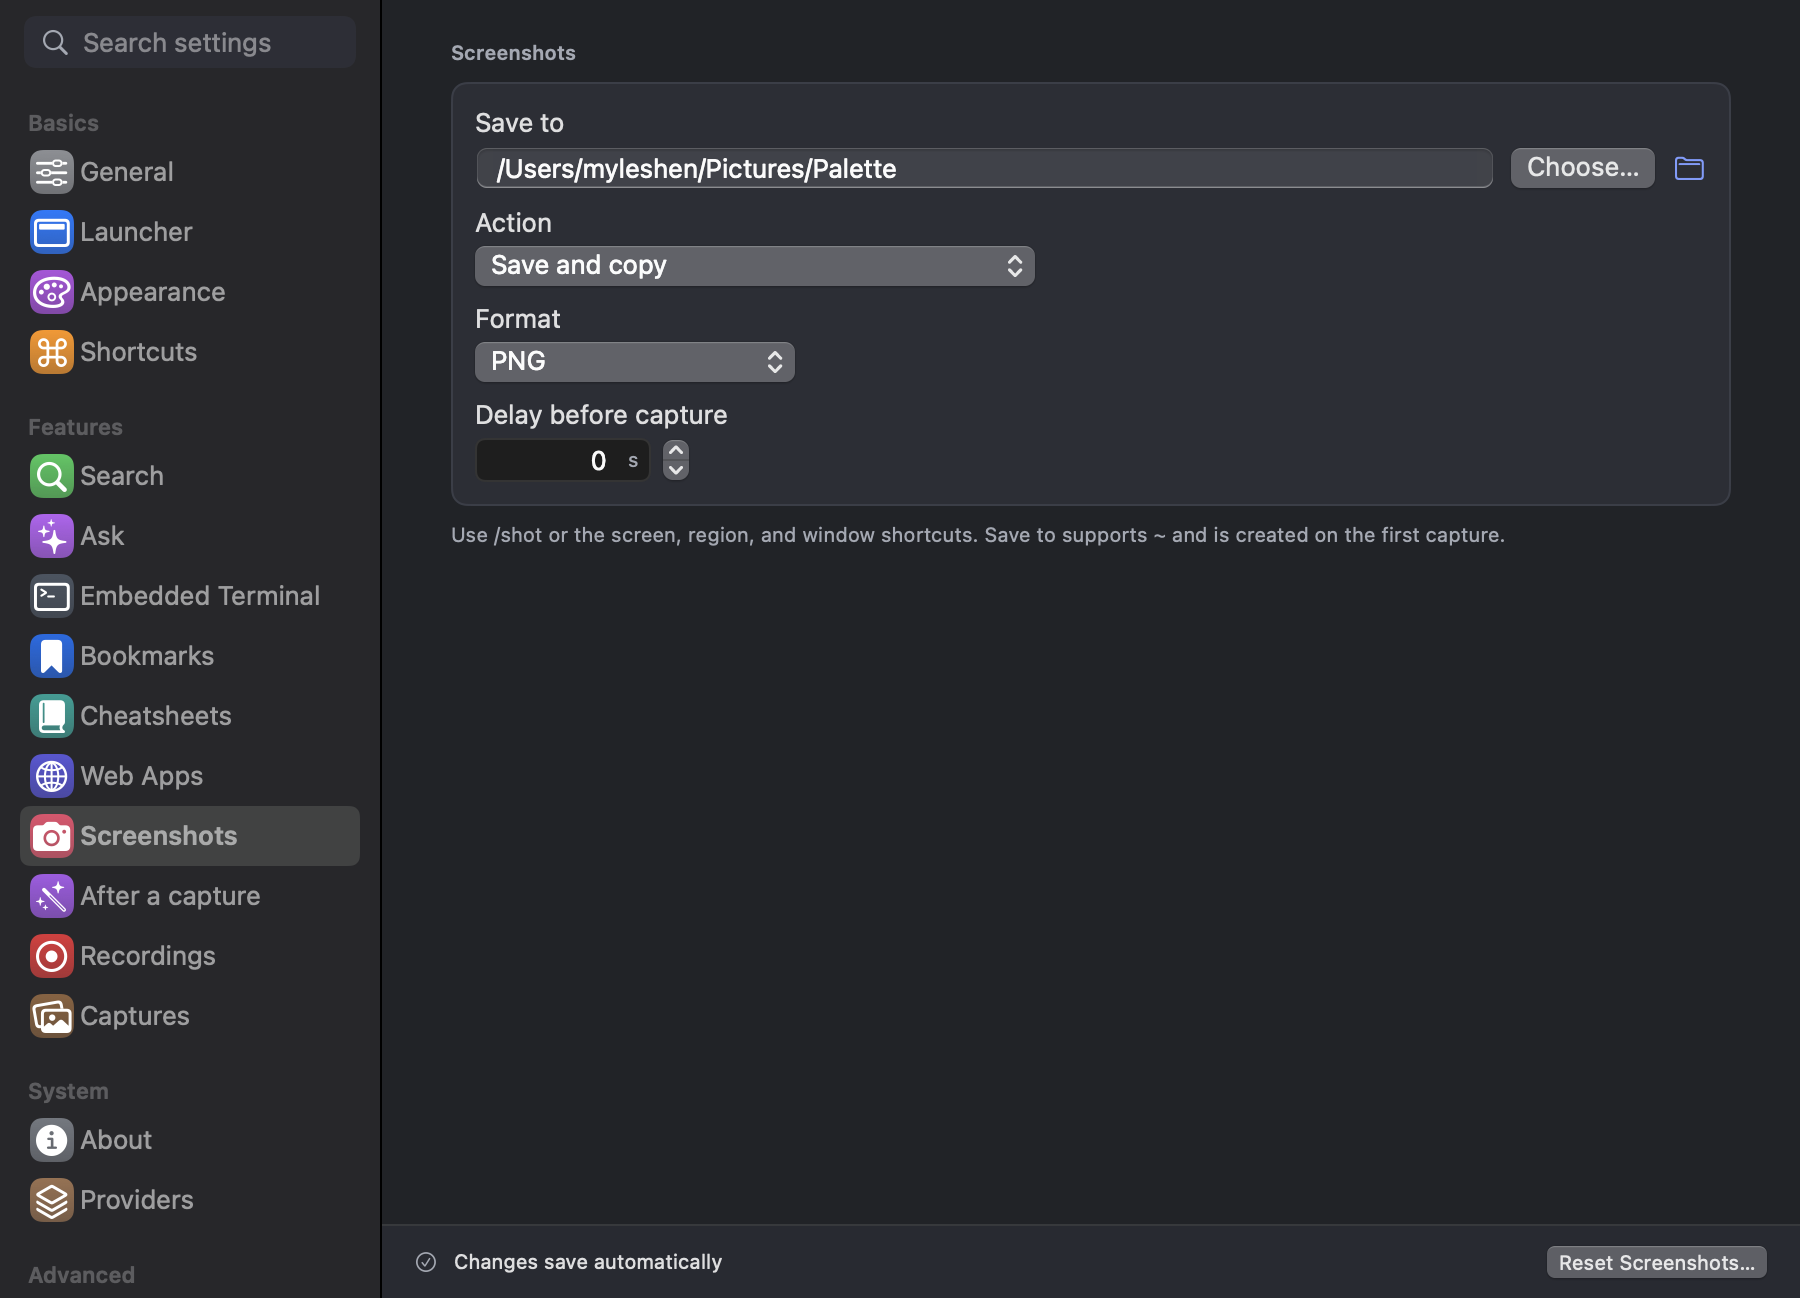 Search settings
Basics
General
Launcher
Appearance
Shortcuts
Features
Search
Ask
Embedded Terminal
Bookmarks
Cheatsheets
Web Apps
Screenshots
After a capture
Recordings
Captures
System
About
Providers
Advanced
Screenshots
Save to
/Users/myleshen/Pictures/Palette
Choose...
Action
Save and copy
Format
PNG
Delay before capture
0 s
Use /shot or the screen, region, and window shortcuts. Save to supports ~ and is created on the first capture.
Changes save automatically
Reset Screenshots...